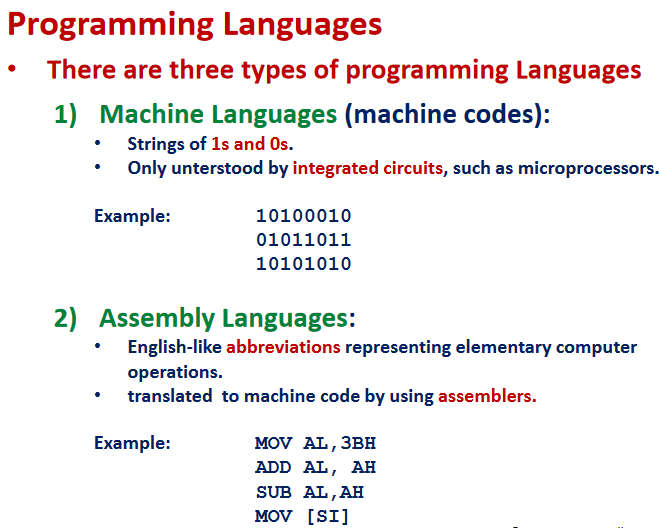 Programming Languages
• There are three types of programming Languages
1) Machine Languages (machine codes):
• Strings of 1s and 0s.
• Only unterstood by integrated circuits, such as microprocessors.
Example: 10100010
01011011
10101010
2) Assembly Languages:
• English-like abbreviations representing elementary computer
operations.
• translated to machine code by using assemblers.
Example: MOV AL,3BH
ADD AL, AH
SUB AL,AH
MOV [SI]